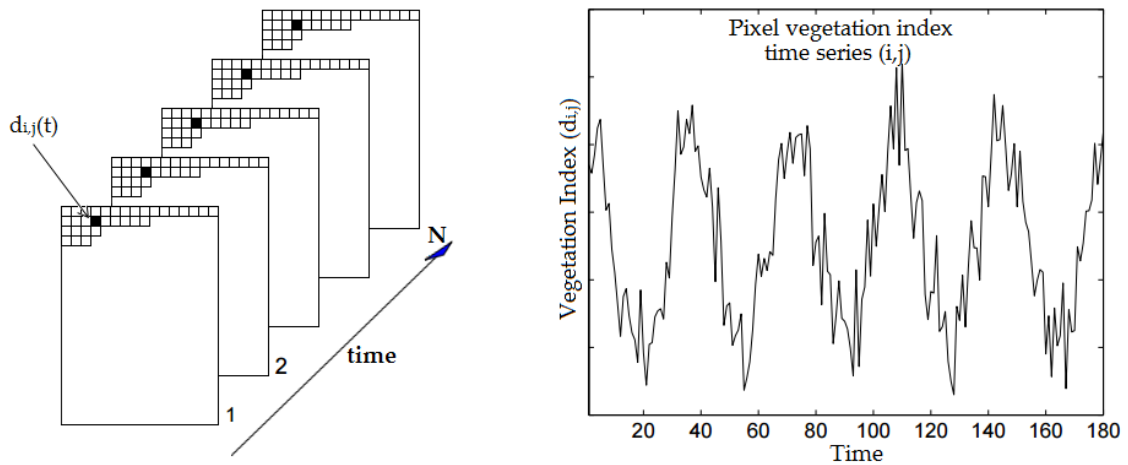 di,j(t)
N
time
2
1
Pixel vegetation index
time series (i,j)
Vegetation Index (di,j)
20 40 60 80 100 120 140 160 180
Time